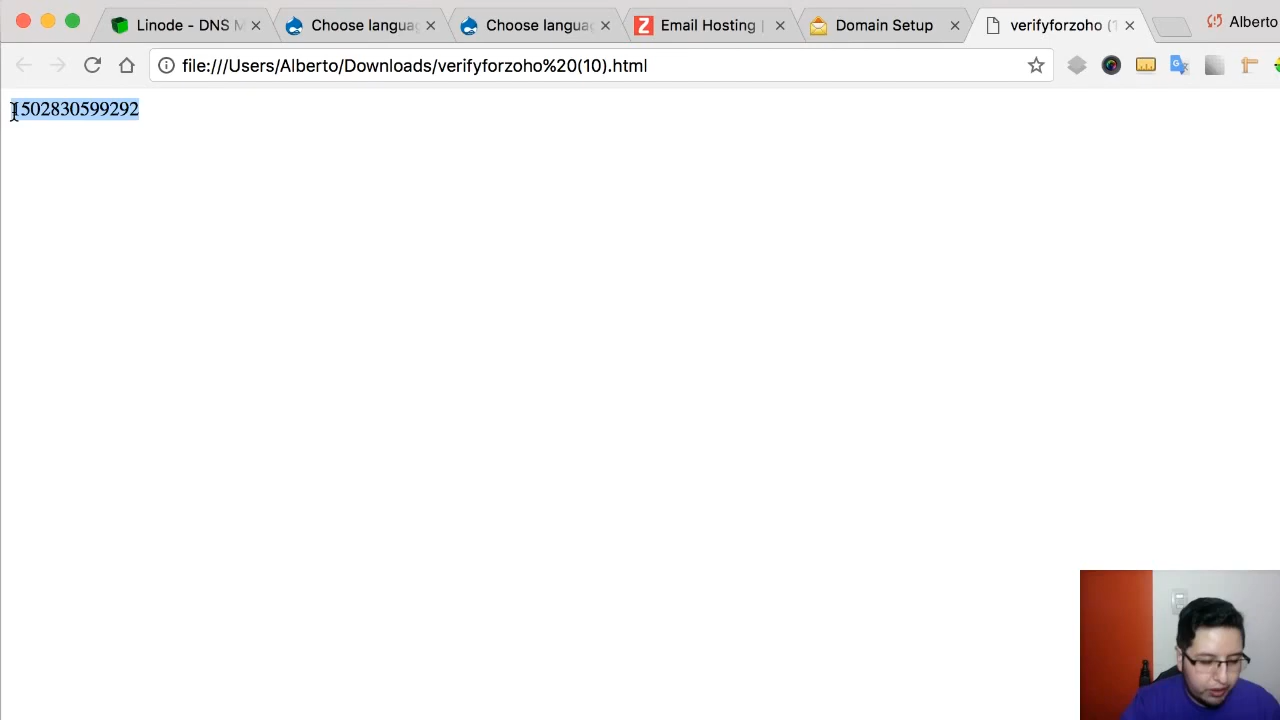 Linode - DNS M
Choose langua
Choose langua
Email Hosting |
Domain Setup
verifyforzoho (1
Alberto
file:///Users/Alberto/Downloads/verifyforzoho%20(10).html
1502830599292